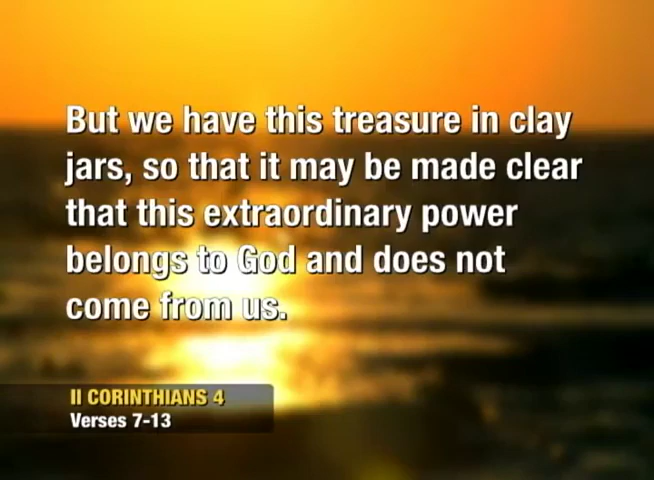 But we have this treasure in clay
jars, so that it may be made clear
that this extraordinary power
belongs to God and does not
come from us.
II CORINTHIANS 4
Verses 7-13